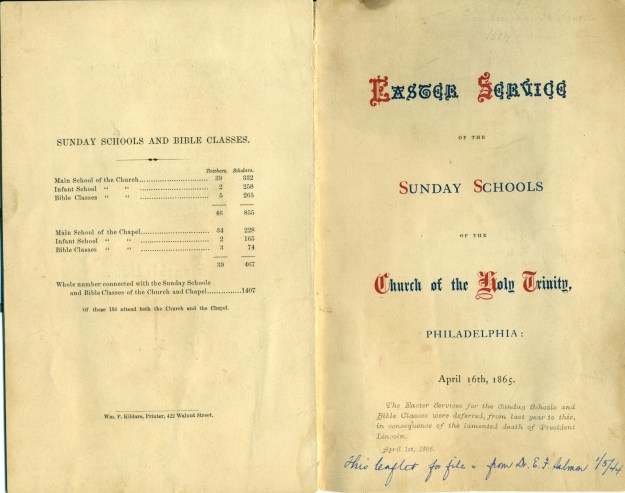 SUNDAY SCHOOLS AND BIBLE CLASSES.
Teachers. Scholars.
Main School of the Church 39 332
Infant School " " 2 258
Bible Classes " " 5 265
46 855
Main School of the Chapel 34 228
Infant School " " 2 165
Bible Classes " " 3 74
39 467
Whole number connected with the Sunday Schools
and Bible Classes of the Church and Chapel 1407
Of these 186 attend both the Church and the Chapel.
Wm. P. Kildare, Printer, 422 Walnut Street.
EASTER SERVICE
OF THE
SUNDAY SCHOOLS
OF THE
Church of the Holy Trinity,
PHILADELPHIA:
April 16th, 1865.
The Easter Services for the Sunday Schools and
Bible Classes were deferred, from last year to this,
in consequence of the lamented death of President
Lincoln.
April 1st, 1866.
This leaflet for file - from Dr. E. F. 1/5/44